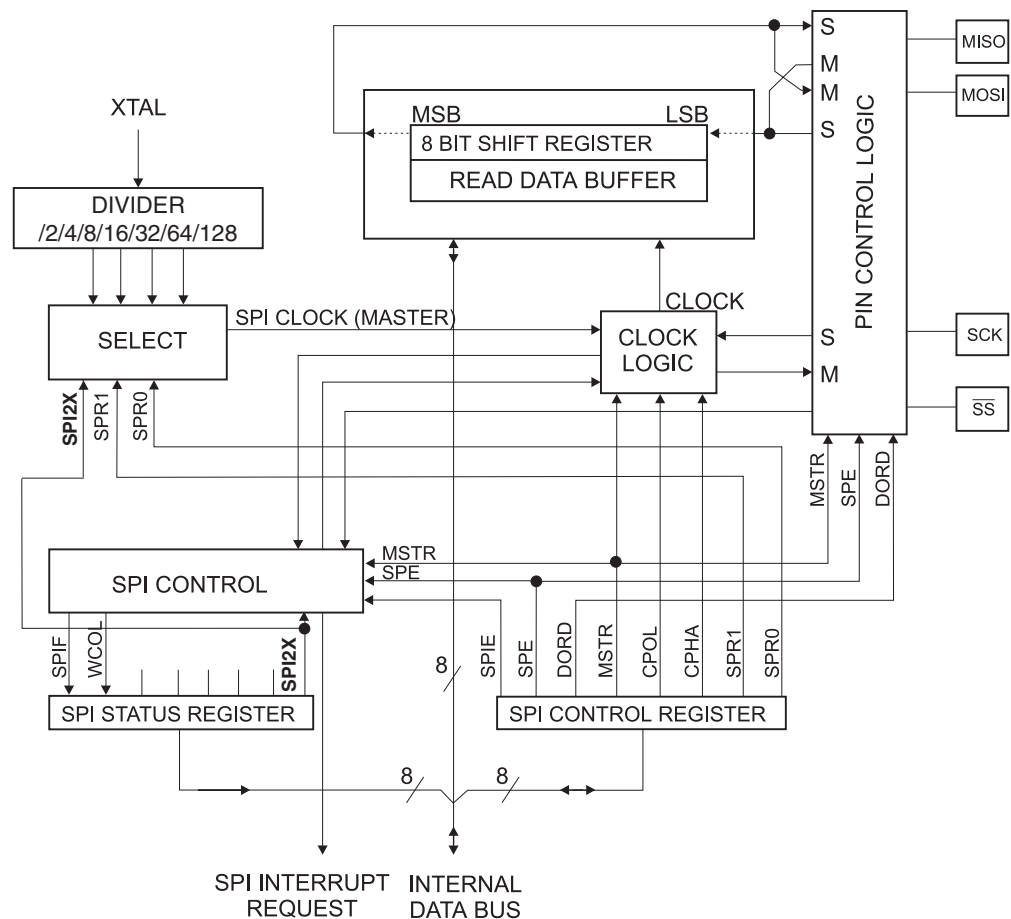 S
MISO
M
M
MOSI
XTAL
MSB
LSB
S
8 BIT SHIFT REGISTER
READ DATA BUFFER
PIN CONTROL LOGIC
DIVIDER
/2/4/8/16/32/64/128
CLOCK
SPI CLOCK (MASTER)
SELECT
CLOCK
LOGIC
S
SCK
M
SPI2X
SPR1
SPR0
SS
MSTR
SPE
DORD
MSTR
SPE
SPI CONTROL
SPIF
WCOL
SPI2X
8
SPIE
SPE
DORD
MSTR
CPOL
CPHA
SPR1
SPR0
SPI STATUS REGISTER
SPI CONTROL REGISTER
8
8
SPI INTERRUPT
REQUEST
INTERNAL
DATA BUS